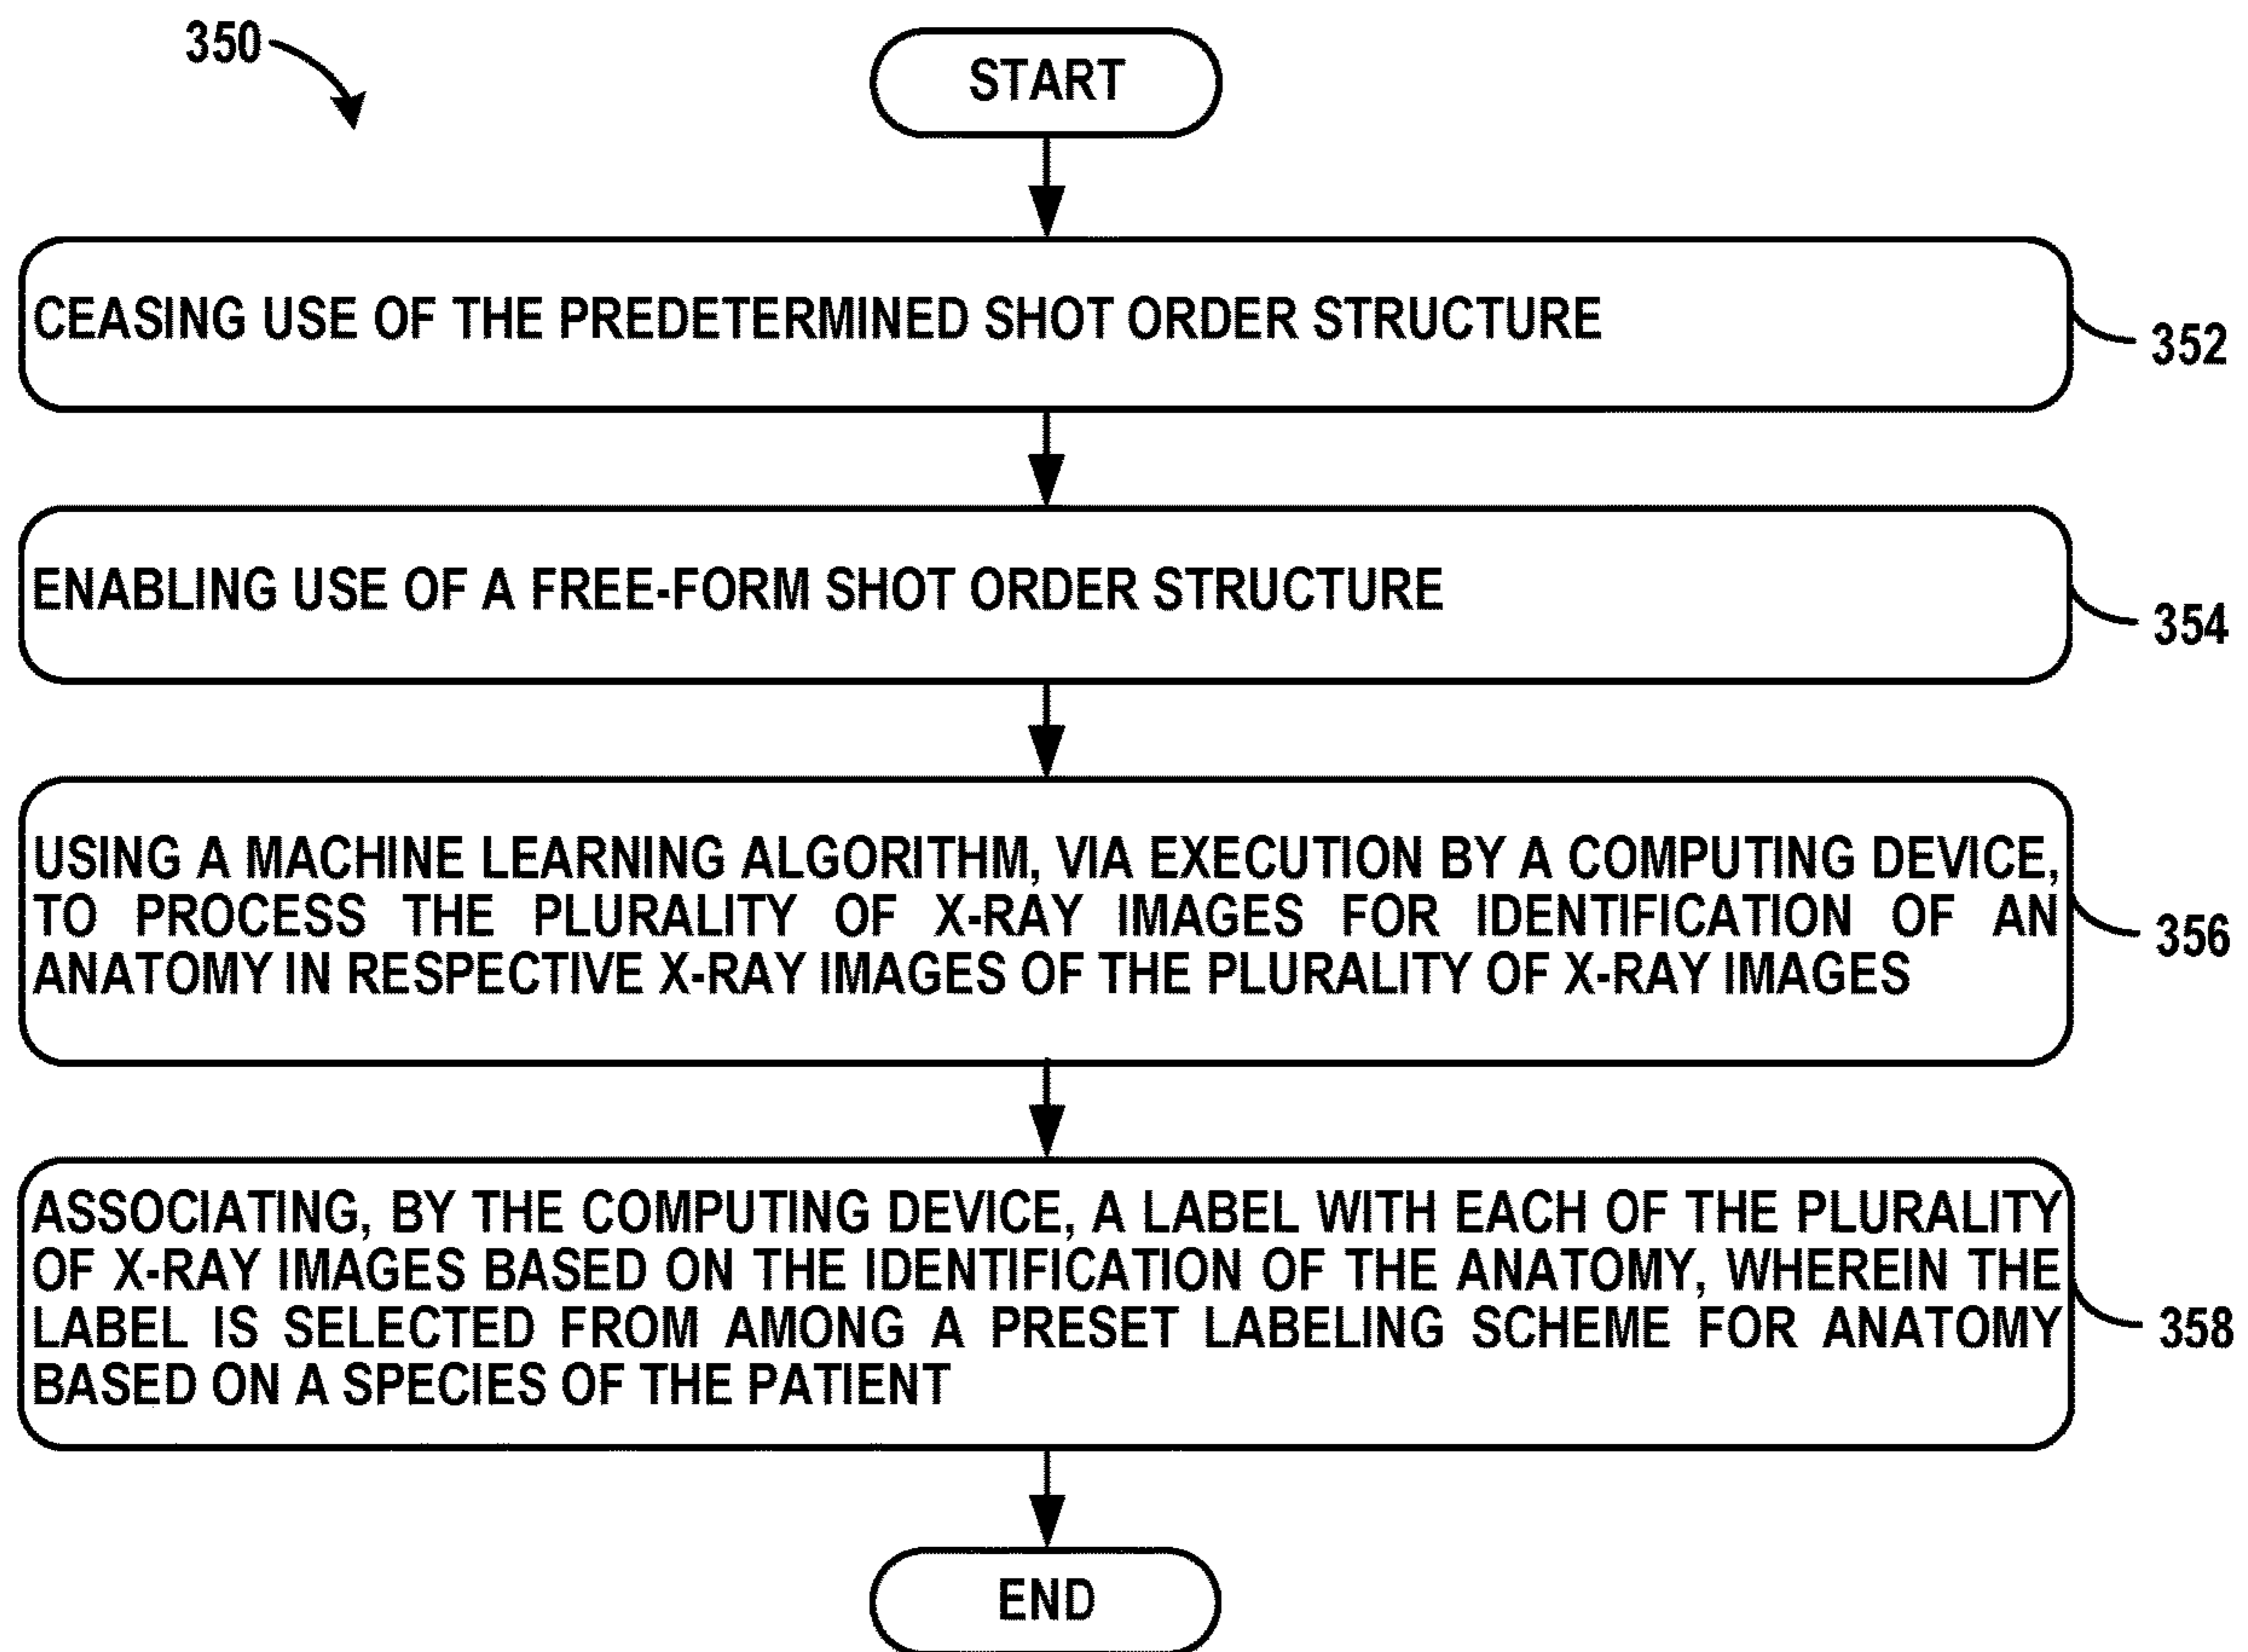 350
START
CEASING USE OF THE PREDETERMINED SHOT ORDER STRUCTURE
352
ENABLING USE OF A FREE-FORM SHOT ORDER STRUCTURE
354
USING A MACHINE LEARNING ALGORITHM, VIA EXECUTION BY A COMPUTING DEVICE,
TO PROCESS THE PLURALITY OF X-RAY IMAGES FOR IDENTIFICATION OF AN
ANATOMY IN RESPECTIVE X-RAY IMAGES OF THE PLURALITY OF X-RAY IMAGES
356
ASSOCIATING, BY THE COMPUTING DEVICE, A LABEL WITH EACH OF THE PLURALITY
OF X-RAY IMAGES BASED ON THE IDENTIFICATION OF THE ANATOMY, WHEREIN THE
LABEL IS SELECTED FROM AMONG A PRESET LABELING SCHEME FOR ANATOMY
BASED ON A SPECIES OF THE PATIENT
358
END